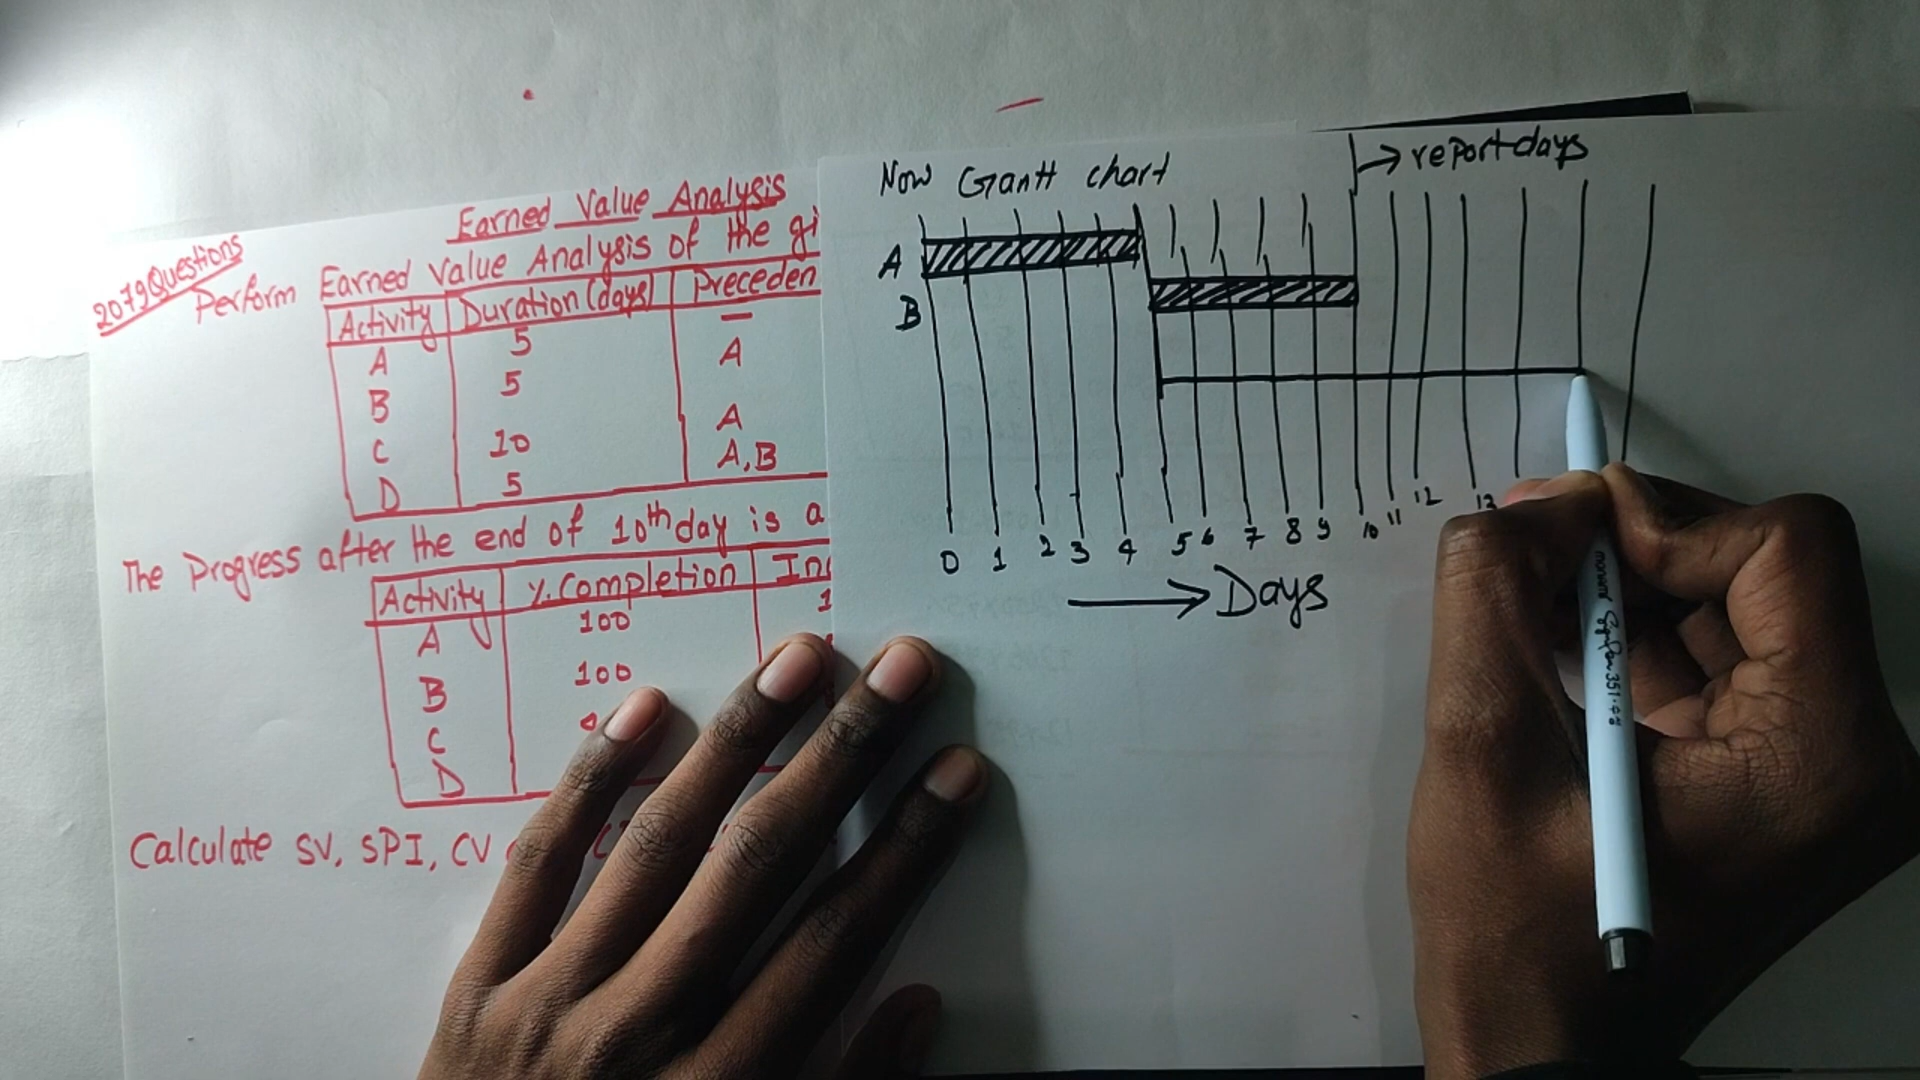 2079 Questions
Earned Value Analysis
Perform Earned Value Analysis of the gi
Activity Duration (days) Preceden
A 5 —
B 5 A
C 10 A
D 5 A,B
The Progress after the end of 10th day is a
Activity %. Completion In
A 100 1
B 100
C
D
Calculate SV, SPI, CV
Now Gantt chart
→ report days
A
B
0 1 2 3 4 5 6 7 8 9 10 11 12 13
→ Days